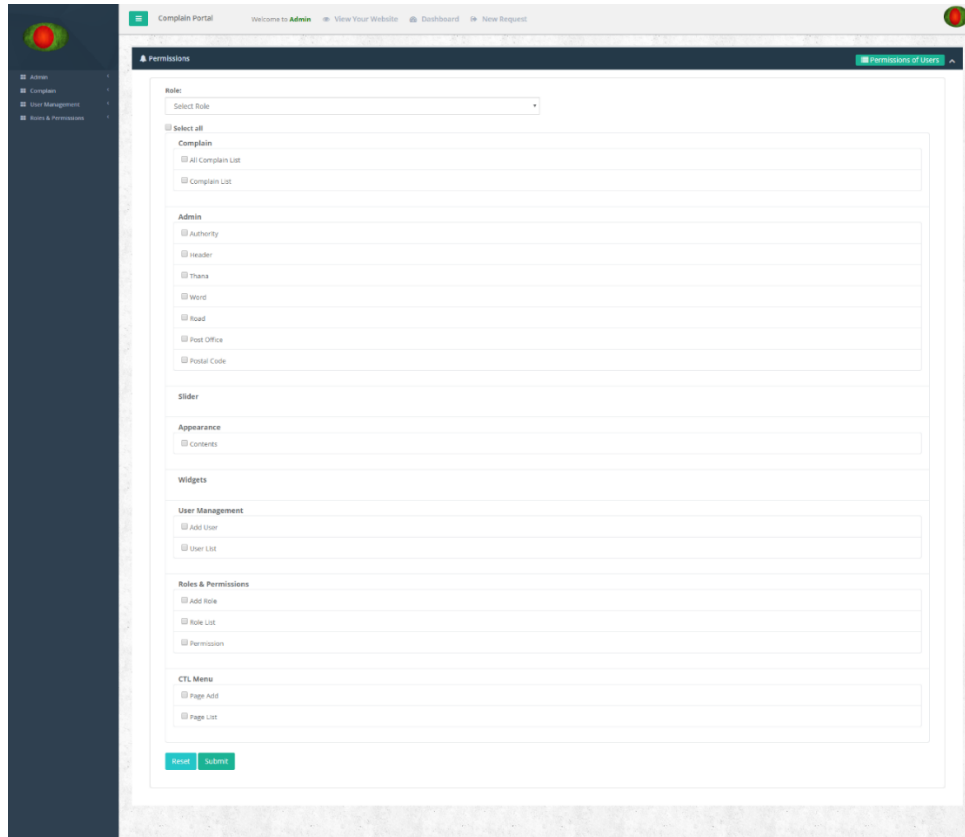 Complain Portal Welcome to Admin View Your Website Dashboard New Request
Permissions Permissions of Users
Admin
Complain
User Management
Roles & Permissions
Role:
Select Role
Select all
Complain
All Complain List
Complain List
Admin
Authority
Header
Thana
Word
Road
Post Office
Postal Code
Slider
Appearance
Contents
Widgets
User Management
Add User
User List
Roles & Permissions
Add Role
Role List
Permission
CTL Menu
Page Add
Page List
Reset Submit